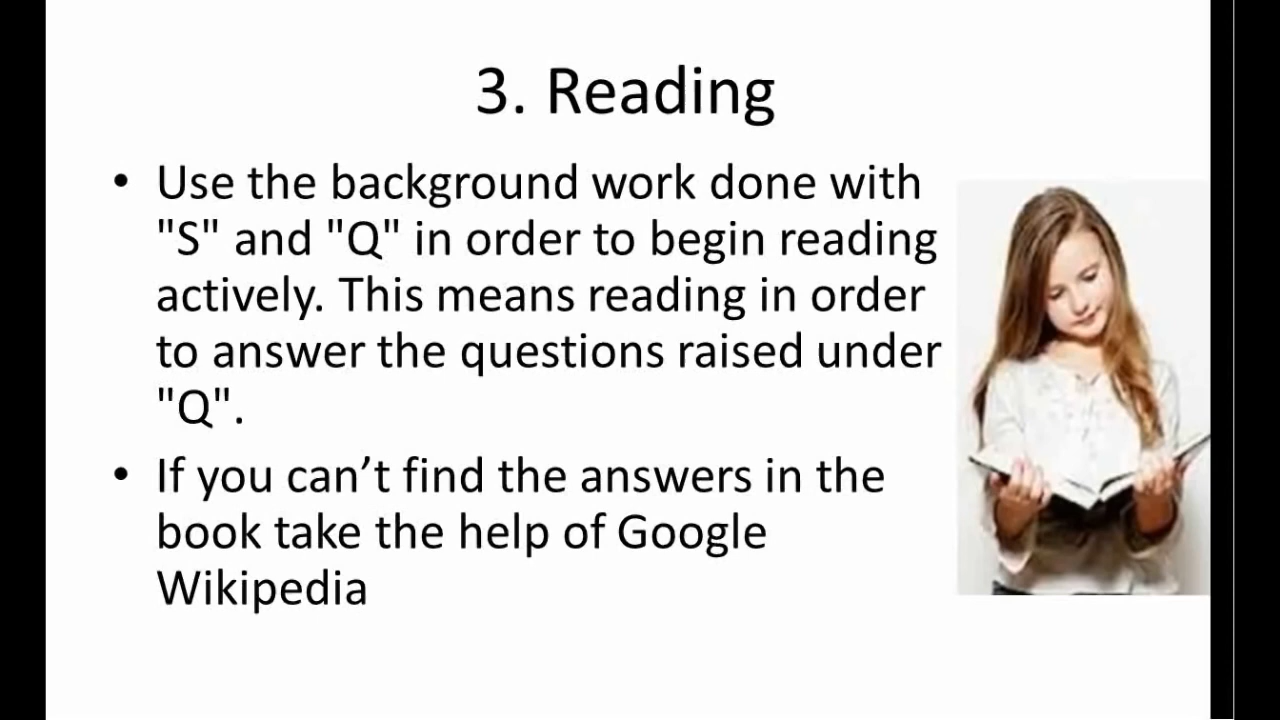 3. Reading
• Use the background work done with
"S" and "Q" in order to begin reading
actively. This means reading in order
to answer the questions raised under
"Q".
• If you can’t find the answers in the
book take the help of Google
Wikipedia